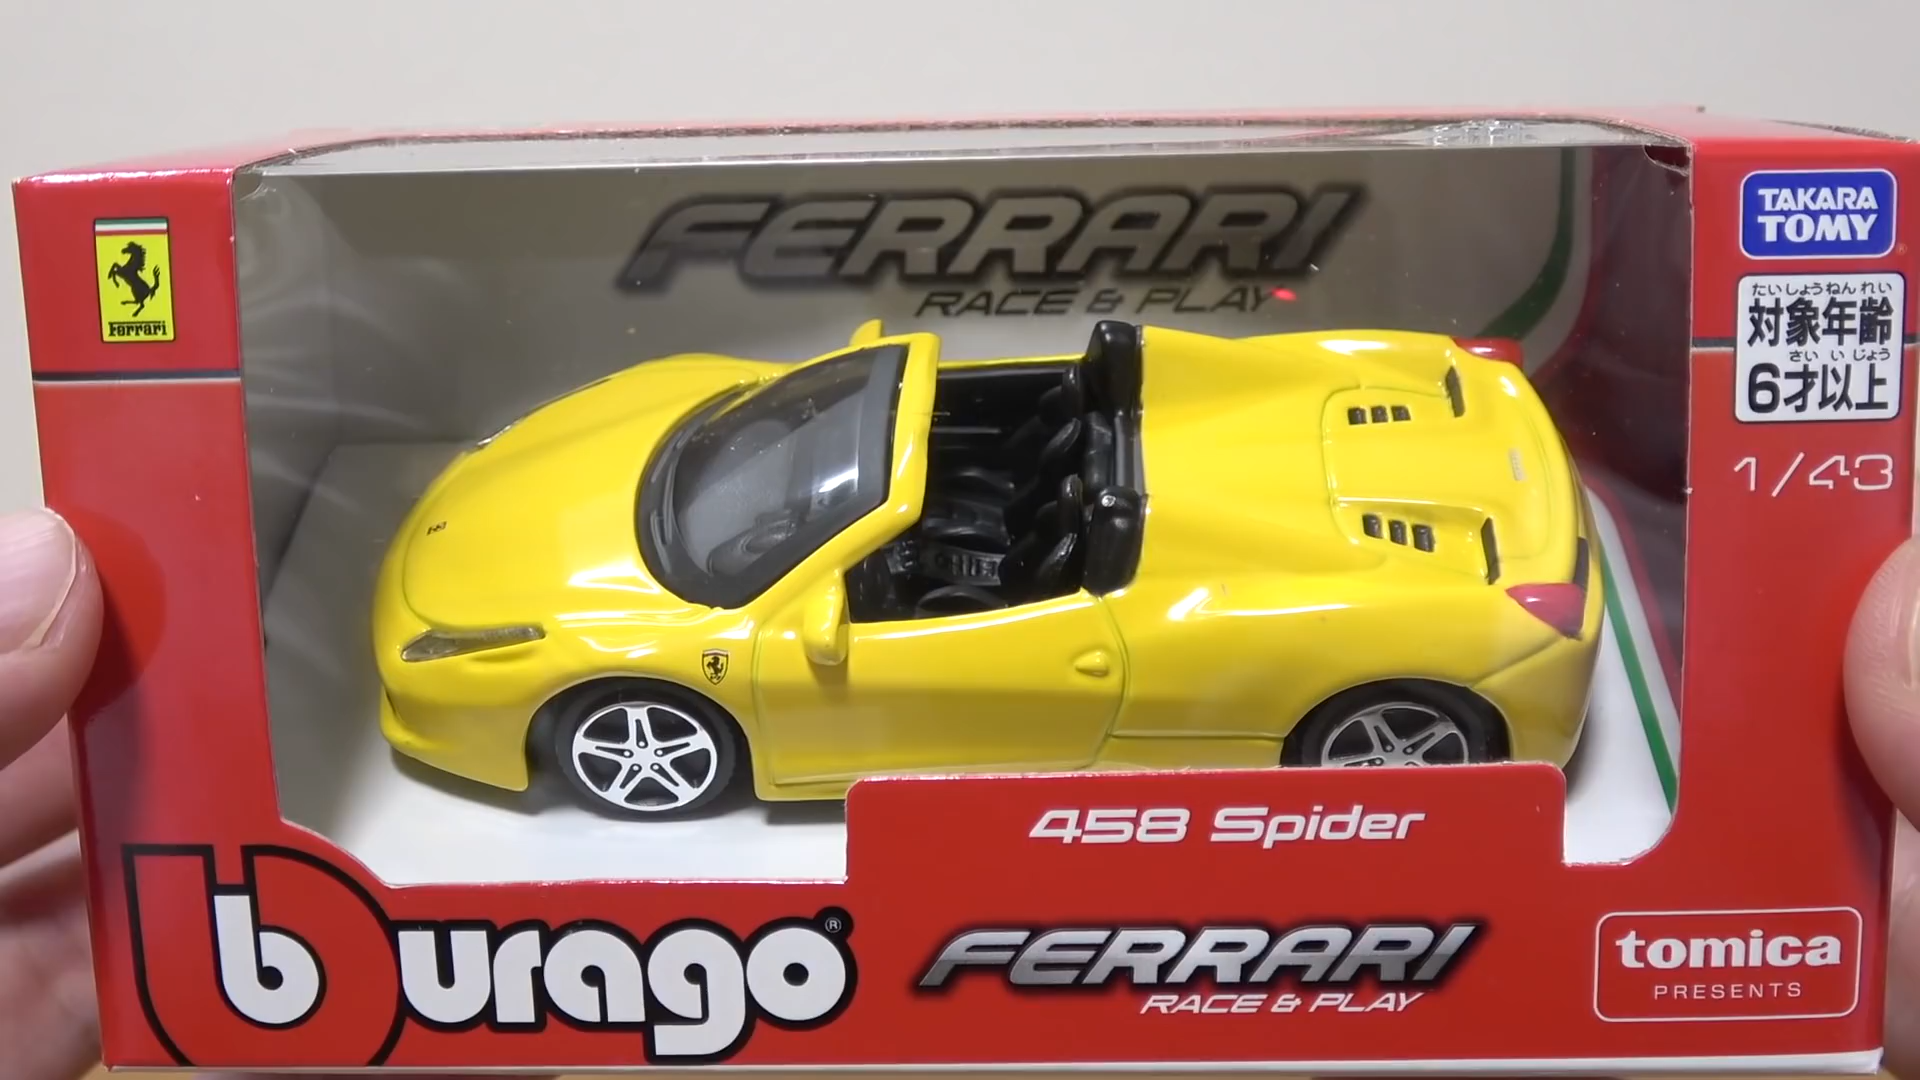 FERRARI
RACE & PLAY
Ferrari
TAKARA
TOMY
たいしょうねんれい
対象年齢
さいいじょう
6才以上
1/43
458 Spider
burago®
FERRARI
RACE & PLAY
tomica
PRESENTS